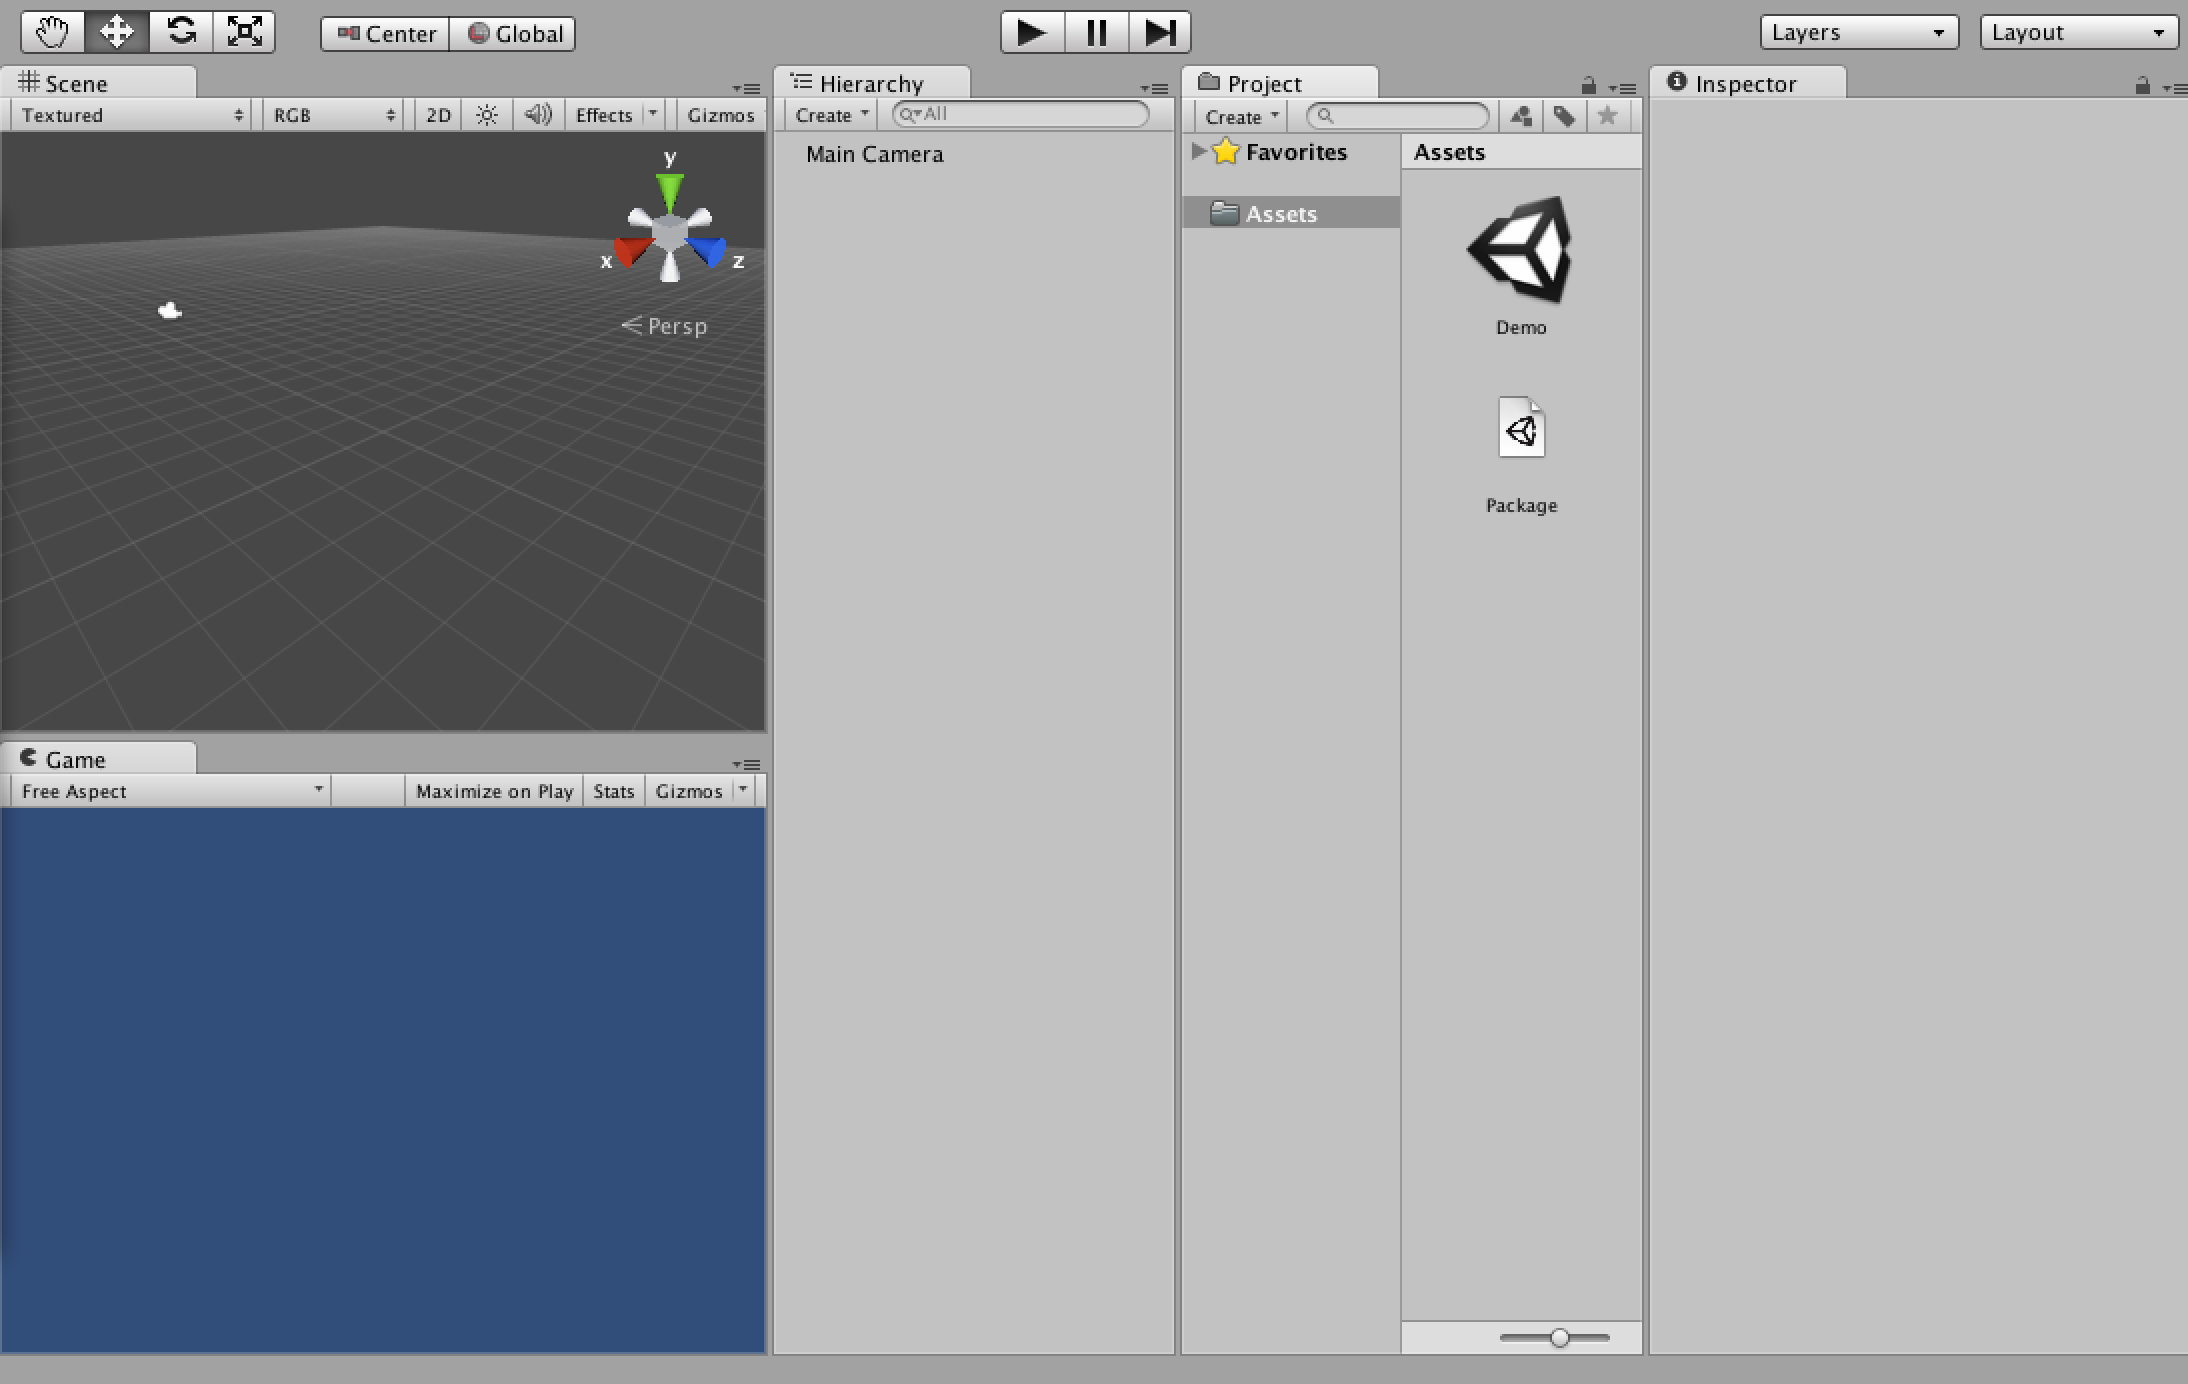 Center Global Layers Layout
Scene
Textured RGB 2D Effects Gizmos
y
x z
Persp
Game
Free Aspect Maximize on Play Stats Gizmos
Hierarchy
Create All
Main Camera
Project
Create
Favorites
Assets
Assets
Demo
Package
Inspector